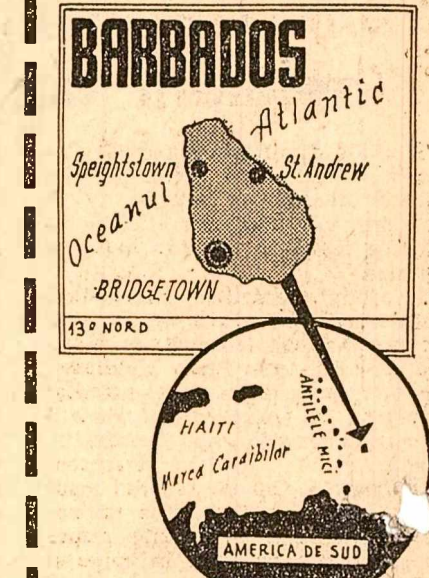 BARBADOS
Atlantic
Speightstown
St. Andrew
Oceanul
BRIDGETOWN
13° NORD
ANTILELE MICI
HAITI
Marea Caraibilor
AMERICA DE SUD